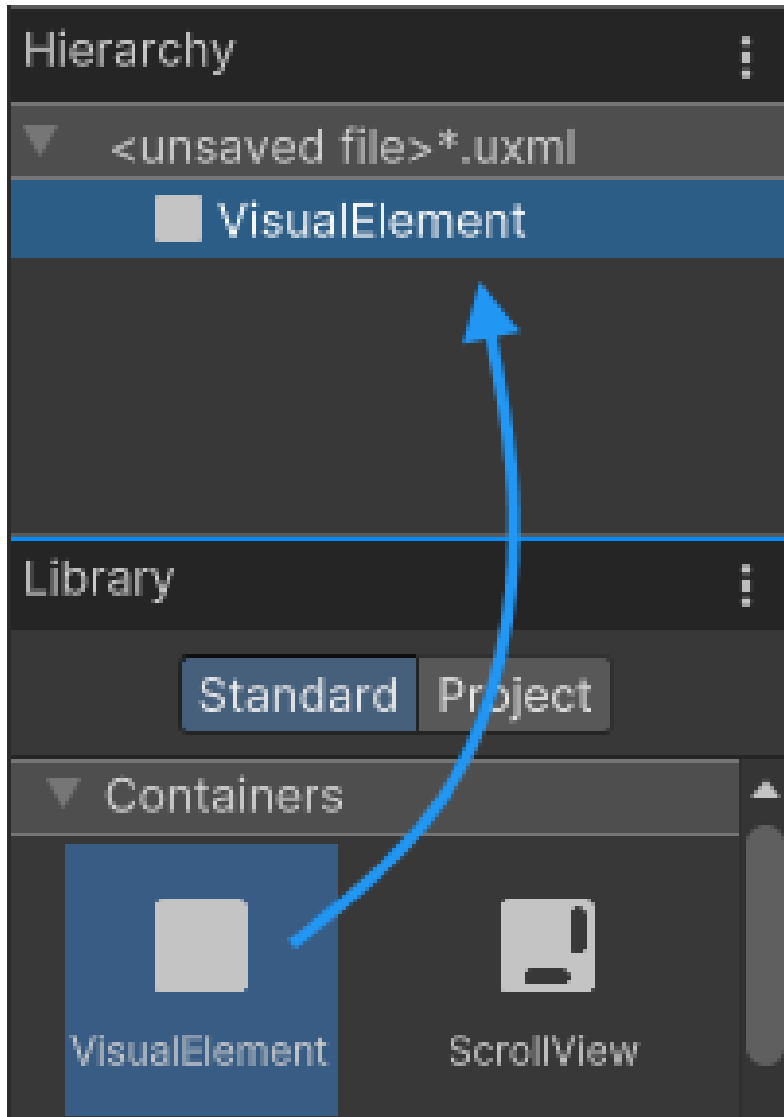 Hierarchy
<unsaved file>*.uxml
VisualElement
Library
Standard Project
Containers
VisualElement ScrollView